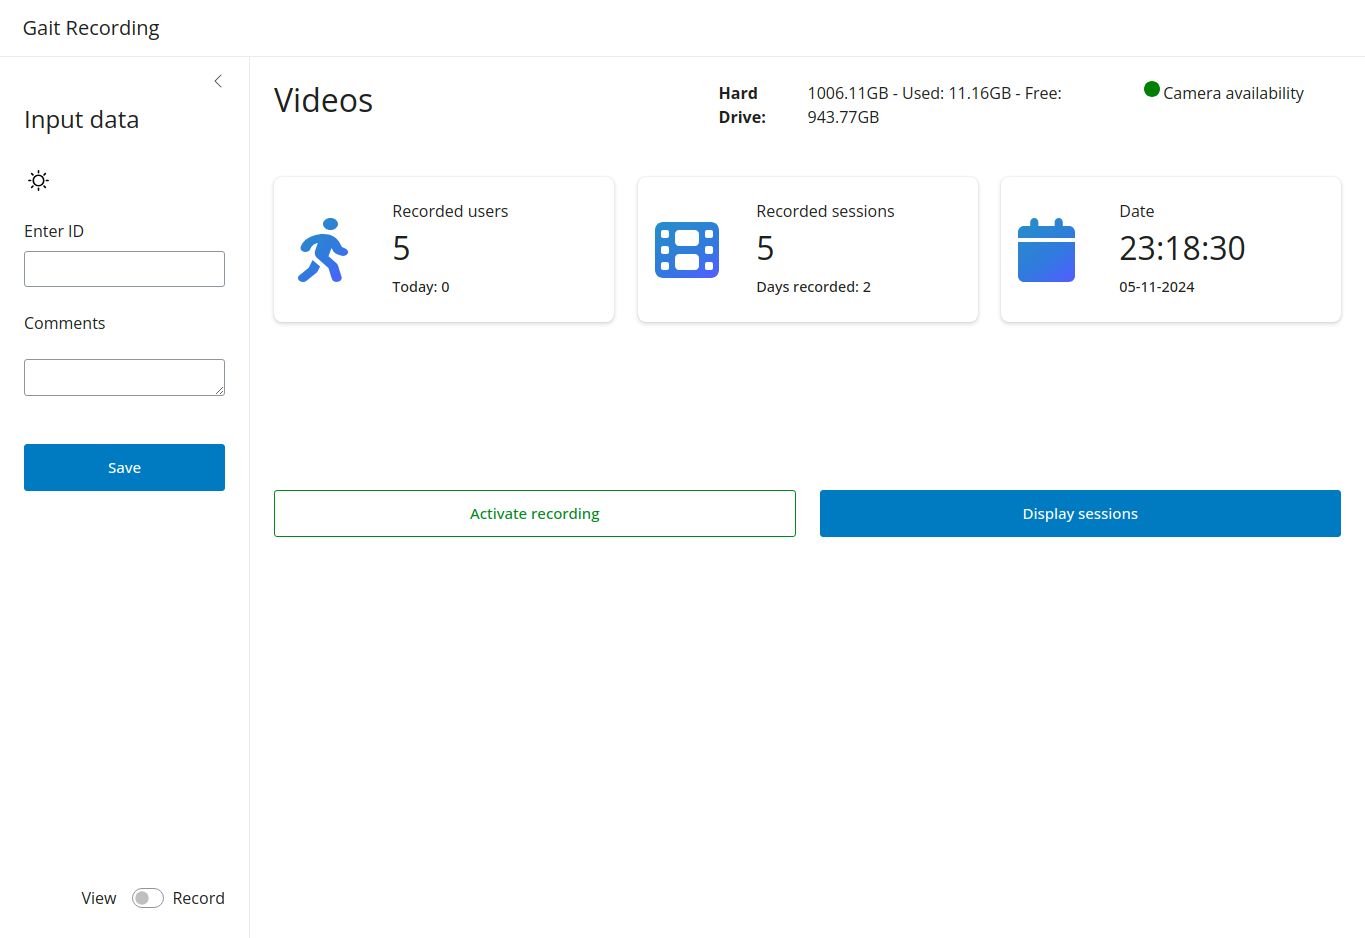 Gait Recording
Input data
Enter ID
Comments
Save
View Record
Videos
Hard Drive:
1006.11GB - Used: 11.16GB - Free:
943.77GB
Camera availability
Recorded users
5
Today: 0
Recorded sessions
5
Days recorded: 2
Date
23:18:30
05-11-2024
Activate recording
Display sessions